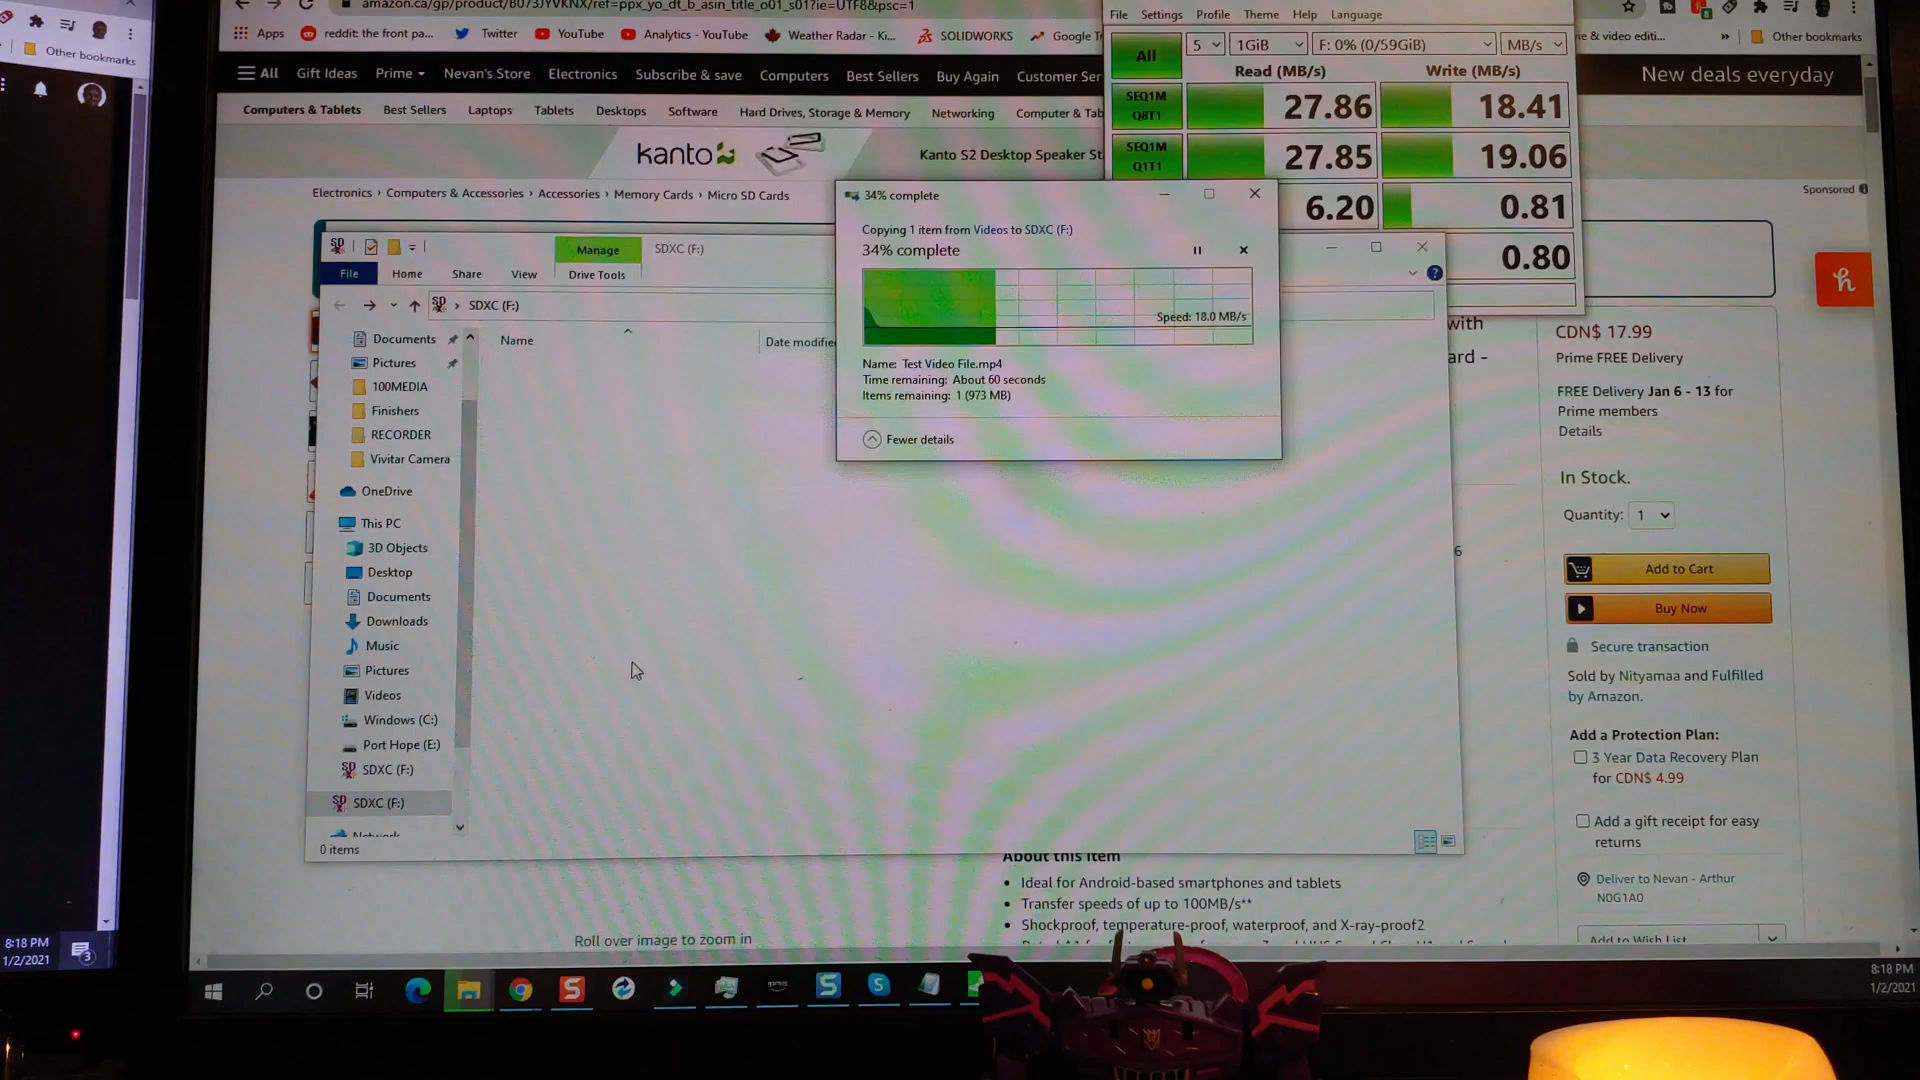 amazon.ca/gp/product/B073JYVKNX/ref=ppx_yo_dt_b_asin_title_o01_s01?ie=UTF8&psc=1
Other bookmarks
Apps
reddit: the front pa...
Twitter
YouTube
Analytics - YouTube
Weather Radar - Ki...
SOLIDWORKS
Google Tr
ie & video editi...
»
Other bookmarks
All
Gift Ideas
Prime
Nevan's Store
Electronics
Subscribe & save
Computers
Best Sellers
Buy Again
Customer Ser
New deals everyday
Computers & Tablets
Best Sellers
Laptops
Tablets
Desktops
Software
Hard Drives, Storage & Memory
Networking
Computer & Tab
kanto
Kanto S2 Desktop Speaker St
Sponsored
Electronics › Computers & Accessories › Accessories › Memory Cards › Micro SD Cards
File Settings Profile Theme Help Language
All
5
1GiB
F: 0% (0/59GiB)
MB/s
Read (MB/s)
Write (MB/s)
SEQ1M
Q8T1
27.86
18.41
SEQ1M
Q1T1
27.85
19.06
6.20
0.81
0.80
34% complete
Copying 1 item from Videos to SDXC (F:)
34% complete
Speed: 18.0 MB/s
Name: Test Video File.mp4
Time remaining: About 60 seconds
Items remaining: 1 (973 MB)
Fewer details
Manage
SDXC (F:)
File
Home
Share
View
Drive Tools
SDXC (F:)
Name
Date modifie
Documents
Pictures
100MEDIA
Finishers
RECORDER
Vivitar Camera
OneDrive
This PC
3D Objects
Desktop
Documents
Downloads
Music
Pictures
Videos
Windows (C:)
Port Hope (E:)
SDXC (F:)
SDXC (F:)
Network
0 items
with
ard -
6
h
CDN$ 17.99
Prime FREE Delivery
FREE Delivery Jan 6 - 13 for
Prime members
Details
In Stock.
Quantity: 1
Add to Cart
Buy Now
Secure transaction
Sold by Nityamaa and Fulfilled
by Amazon.
Add a Protection Plan:
3 Year Data Recovery Plan
for CDN$ 4.99
Add a gift receipt for easy
returns
Deliver to Nevan - Arthur
N0G1A0
Add to Wish List
About this item
Ideal for Android-based smartphones and tablets
Transfer speeds of up to 100MB/s**
Shockproof, temperature-proof, waterproof, and X-ray-proof2
Roll over image to zoom in
8:18 PM
1/2/2021
3
8:18 PM
1/2/2021